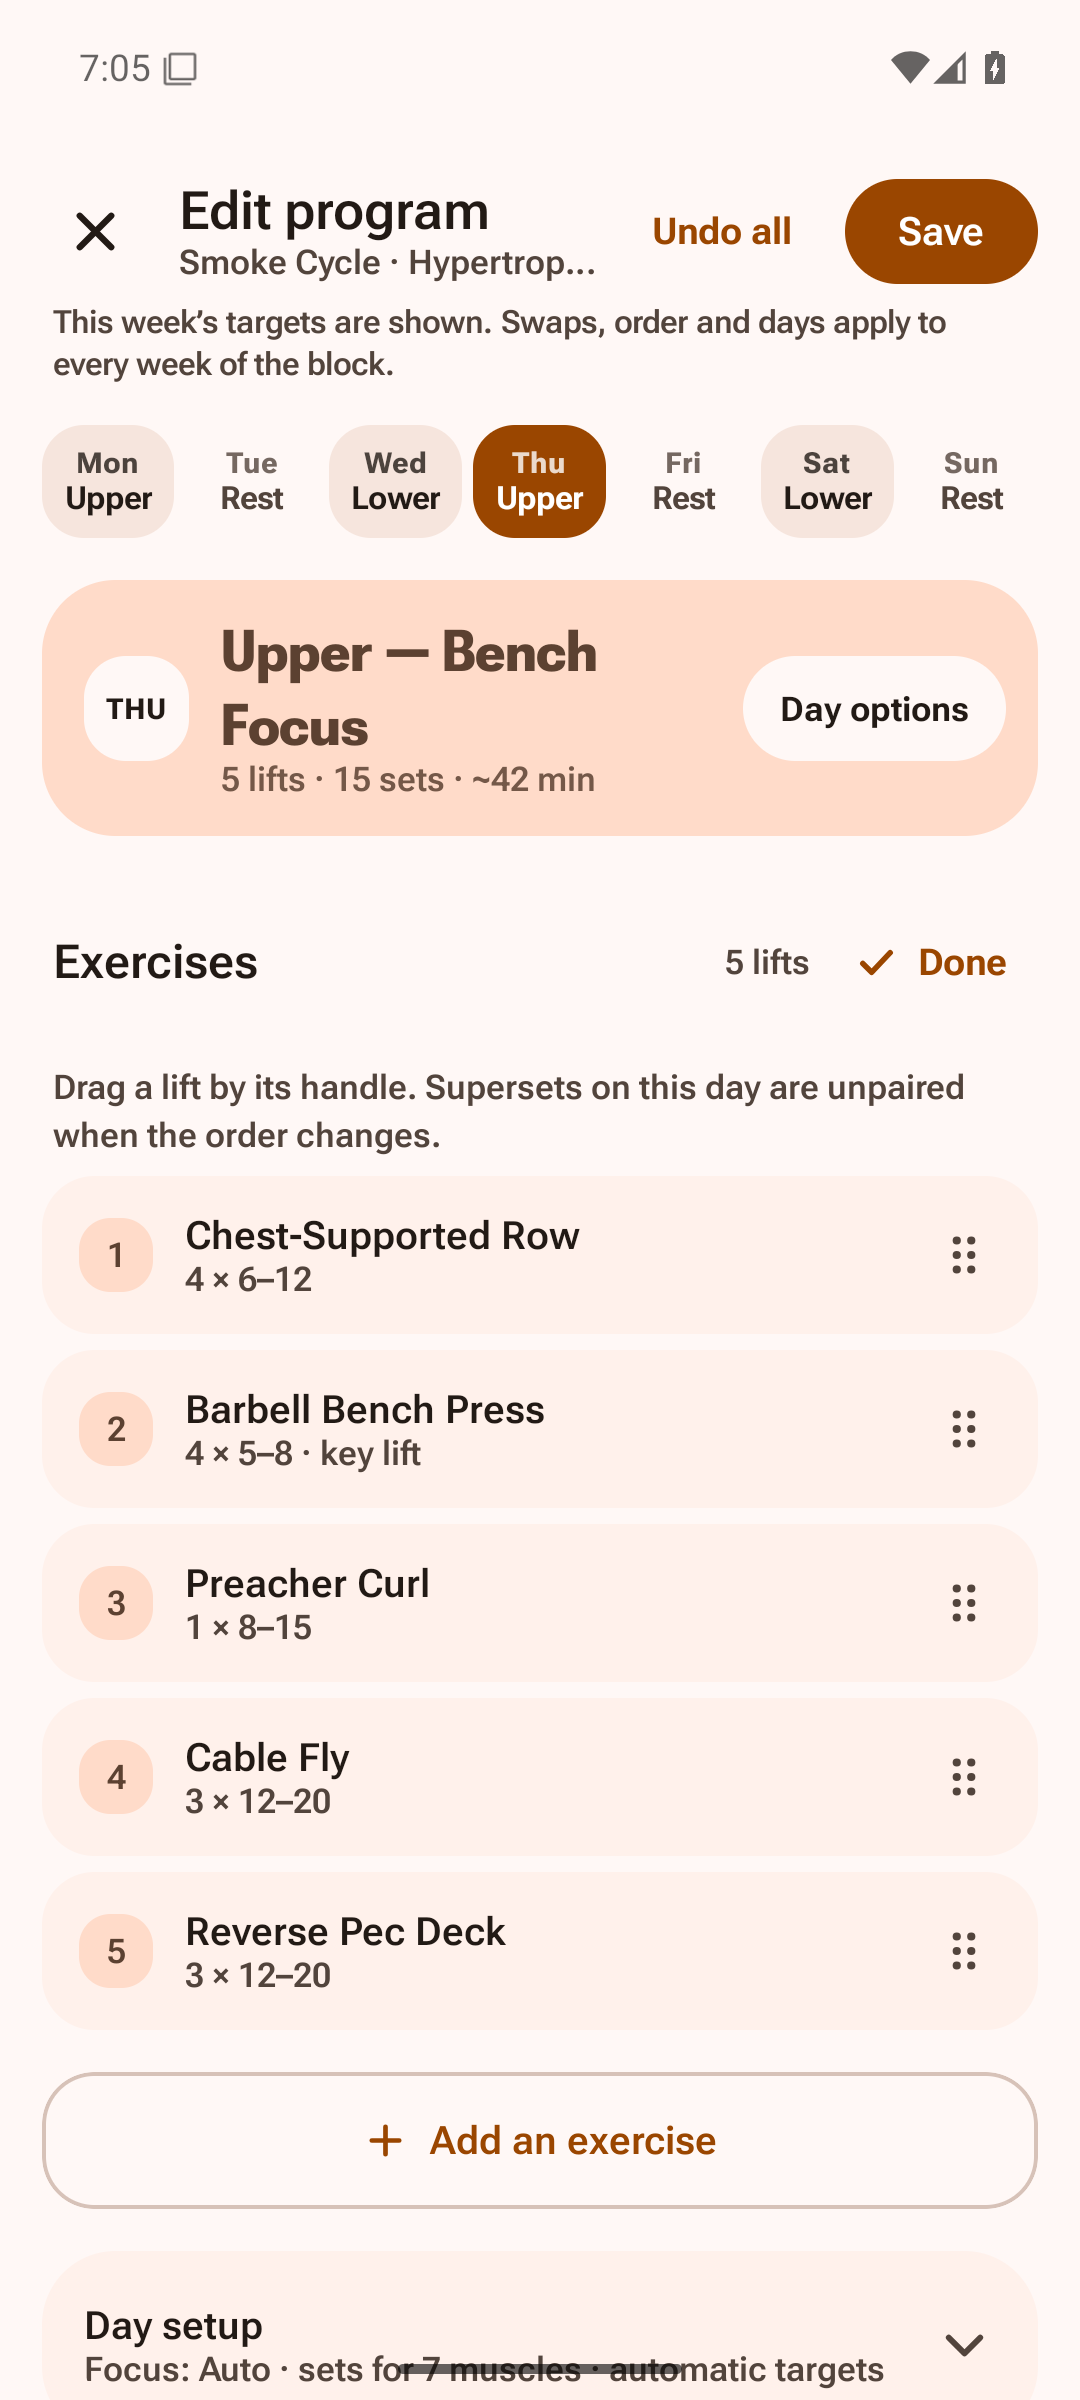 7:05
Edit program
Undo all
Save
Smoke Cycle · Hypertrop...
This week’s targets are shown. Swaps, order and days apply to
every week of the block.
Mon Tue Wed Thu Fri Sat Sun
Upper Rest Lower Upper Rest Lower Rest
THU
Upper — Bench
Focus
5 lifts · 15 sets · ~42 min
Day options
Exercises
5 lifts
Done
Drag a lift by its handle. Supersets on this day are unpaired
when the order changes.
1
Chest-Supported Row
4 × 6–12
2
Barbell Bench Press
4 × 5–8 · key lift
3
Preacher Curl
1 × 8–15
4
Cable Fly
3 × 12–20
5
Reverse Pec Deck
3 × 12–20
+ Add an exercise
Day setup
Focus: Auto · sets for 7 muscles · automatic targets